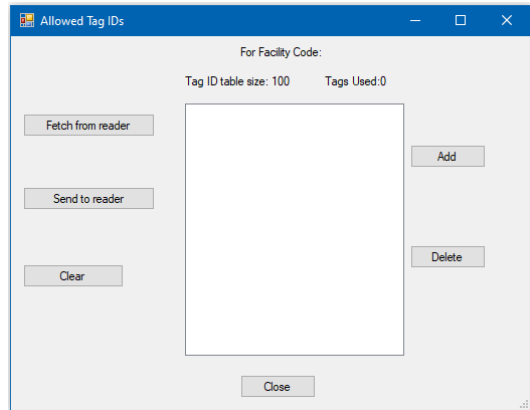 Allowed Tag IDs
For Facility Code:
Tag ID table size: 100 Tags Used:0
Fetch from reader
Add
Send to reader
Delete
Clear
Close